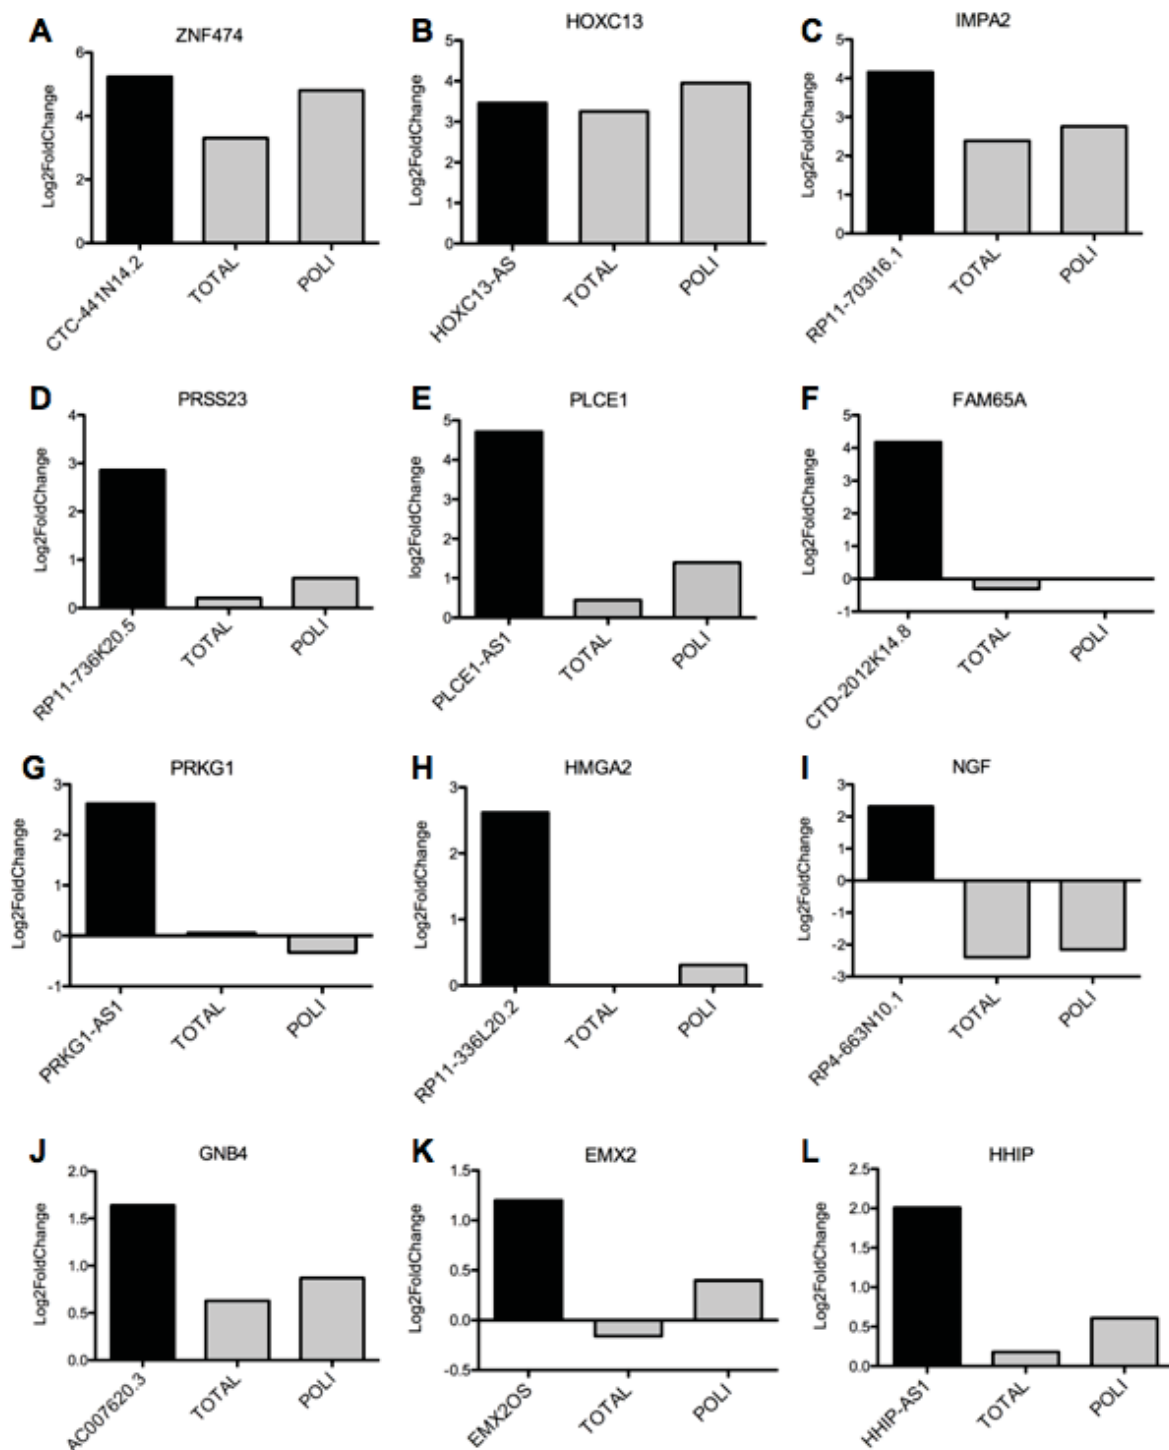 A
ZNF474
Log2FoldChange
6
4
2
0
CTC-441N14.2
TOTAL
POLI
B
HOXC13
Log2FoldChange
5
4
3
2
1
0
HOXC13-AS
TOTAL
POLI
C
IMPA2
Log2FoldChange
5
4
3
2
1
0
RP11-703I16.1
TOTAL
POLI
D
PRSS23
Log2FoldChange
4
3
2
1
0
RP11-736K20.5
TOTAL
POLI
E
PLCE1
log2FoldChange
5
4
3
2
1
0
PLCE1-AS1
TOTAL
POLI
F
FAM65A
Log2FoldChange
5
4
3
2
1
0
-1
CTD-2012K14.8
TOTAL
POLI
G
PRKG1
Log2FoldChange
3
2
1
0
-1
PRKG1-AS1
TOTAL
POLI
H
HMGA2
Log2FoldChange
3
2
1
0
RP11-336L20.2
TOTAL
POLI
I
NGF
Log2FoldChange
3
2
1
0
-1
-2
-3
RP4-663N10.1
TOTAL
POLI
J
GNB4
Log2FoldChange
2.0
1.5
1.0
0.5
0.0
AC007620.3
TOTAL
POLI
K
EMX2
Log2FoldChange
1.5
1.0
0.5
0.0
-0.5
EMX2OS
TOTAL
POLI
L
HHIP
Log2FoldChange
2.5
2.0
1.5
1.0
0.5
0.0
HHIP-AS1
TOTAL
POLI